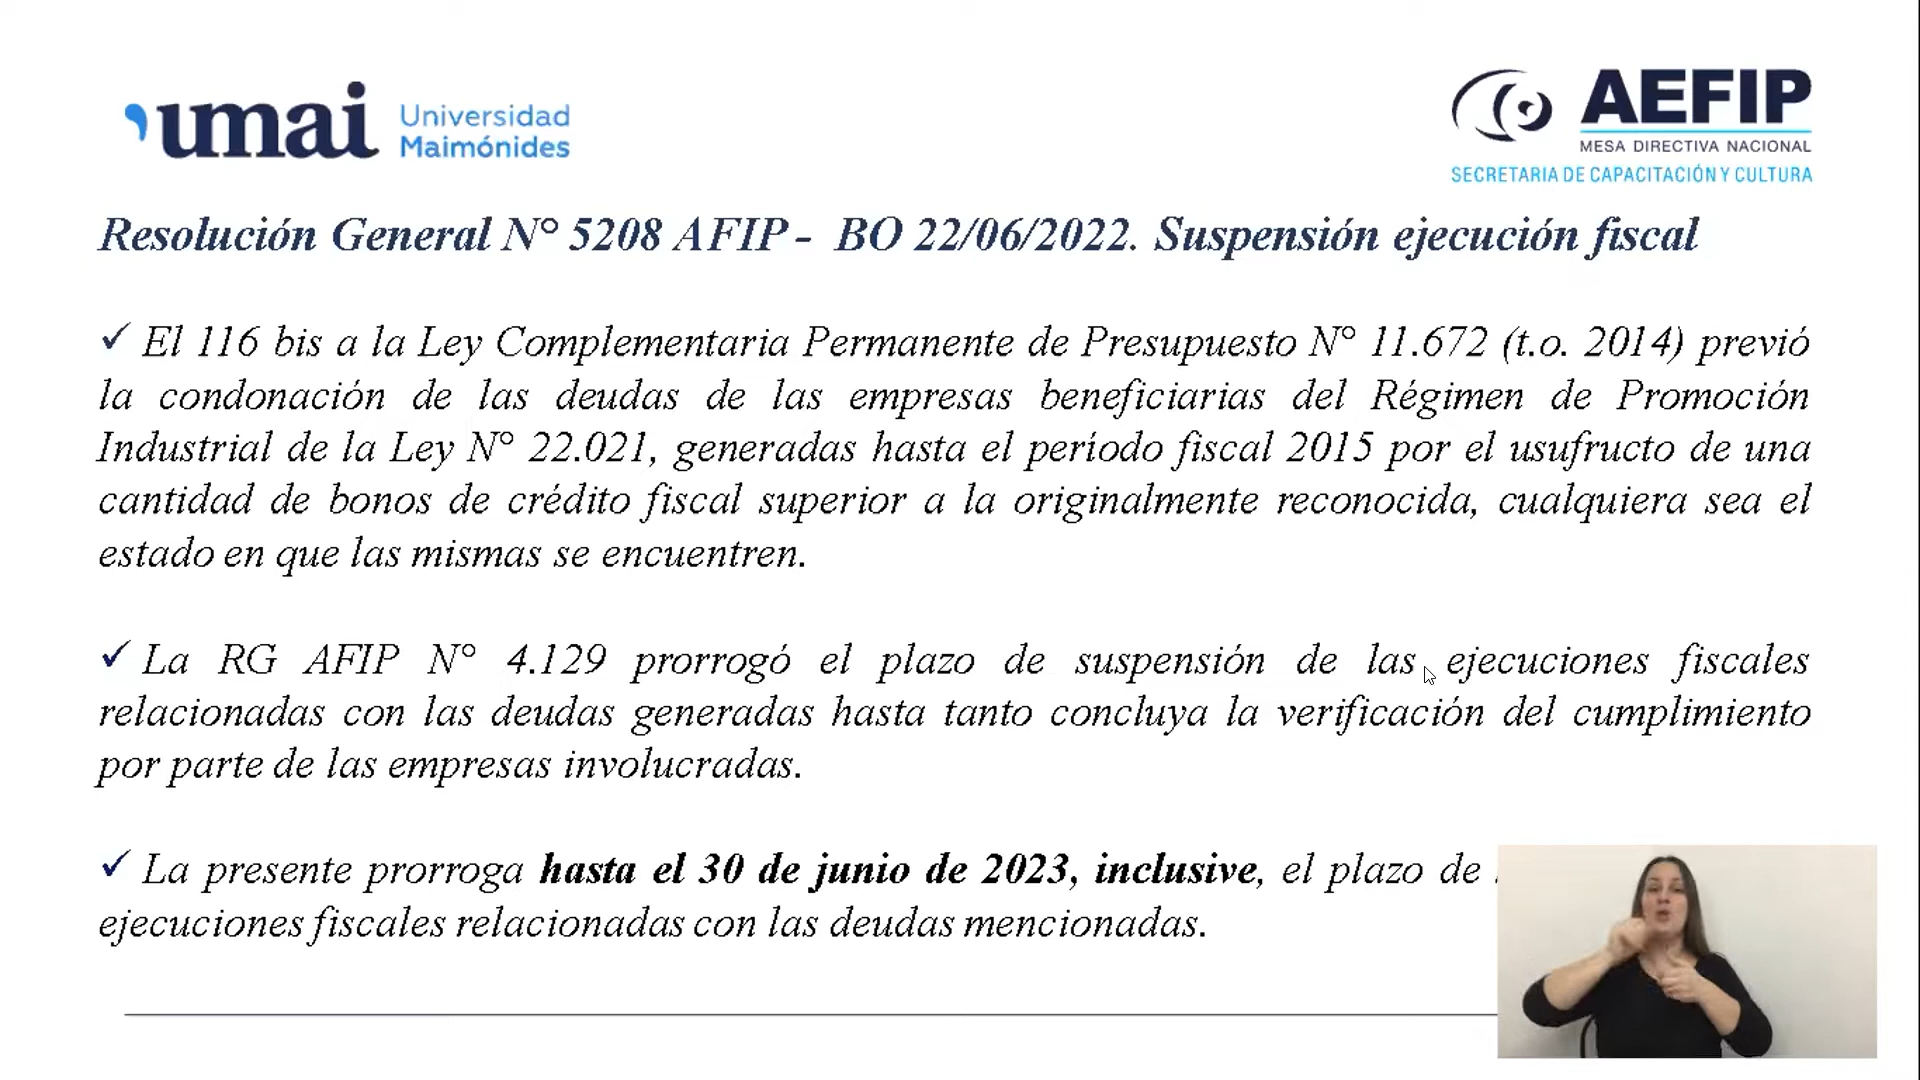 umai Universidad Maimónides
AEFIP
MESA DIRECTIVA NACIONAL
SECRETARIA DE CAPACITACIÓN Y CULTURA
Resolución General N° 5208 AFIP - BO 22/06/2022. Suspensión ejecución fiscal
✓ El 116 bis a la Ley Complementaria Permanente de Presupuesto N° 11.672 (t.o. 2014) previó
la condonación de las deudas de las empresas beneficiarias del Régimen de Promoción
Industrial de la Ley N° 22.021, generadas hasta el período fiscal 2015 por el usufructo de una
cantidad de bonos de crédito fiscal superior a la originalmente reconocida, cualquiera sea el
estado en que las mismas se encuentren.
✓ La RG AFIP N° 4.129 prorrogó el plazo de suspensión de las ejecuciones fiscales
relacionadas con las deudas generadas hasta tanto concluya la verificación del cumplimiento
por parte de las empresas involucradas.
✓ La presente prorroga hasta el 30 de junio de 2023, inclusive, el plazo de
ejecuciones fiscales relacionadas con las deudas mencionadas.